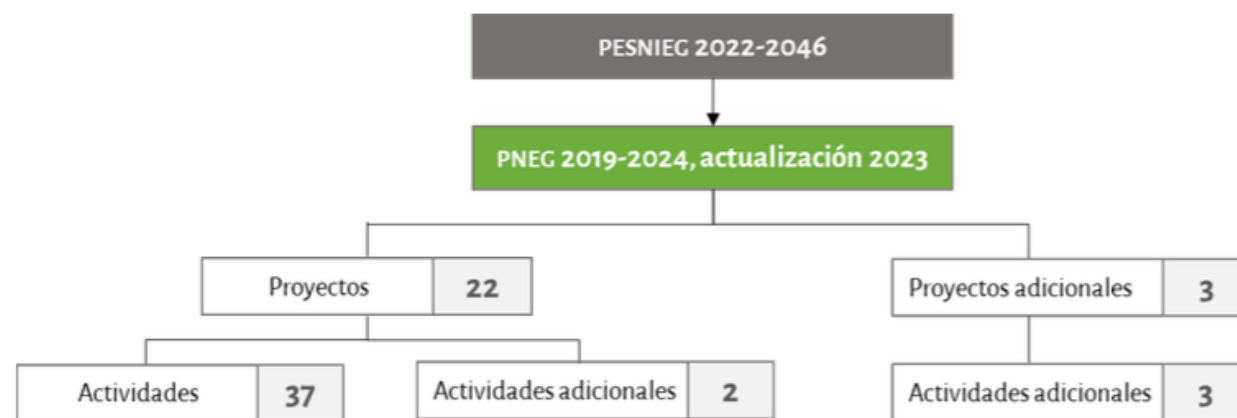 PESNIEG 2022-2046
PNEG 2019-2024, actualización 2023
Proyectos 22
Proyectos adicionales 3
Actividades 37
Actividades adicionales 2
Actividades adicionales 3